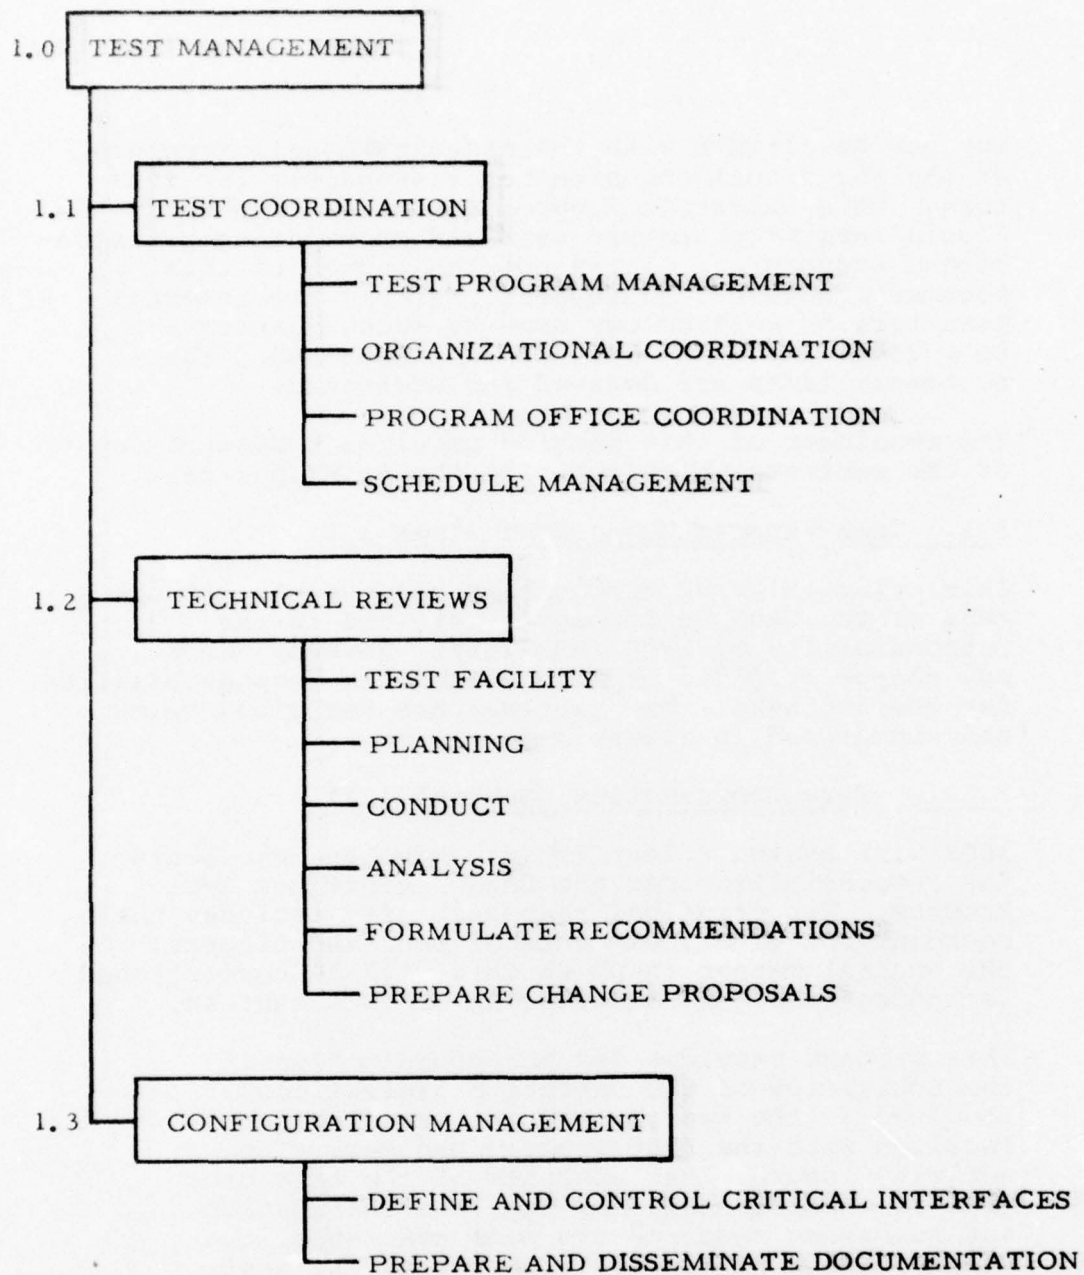 1.0 TEST MANAGEMENT
1.1 TEST COORDINATION
TEST PROGRAM MANAGEMENT
ORGANIZATIONAL COORDINATION
PROGRAM OFFICE COORDINATION
SCHEDULE MANAGEMENT
1.2 TECHNICAL REVIEWS
TEST FACILITY
PLANNING
CONDUCT
ANALYSIS
FORMULATE RECOMMENDATIONS
PREPARE CHANGE PROPOSALS
1.3 CONFIGURATION MANAGEMENT
DEFINE AND CONTROL CRITICAL INTERFACES
PREPARE AND DISSEMINATE DOCUMENTATION